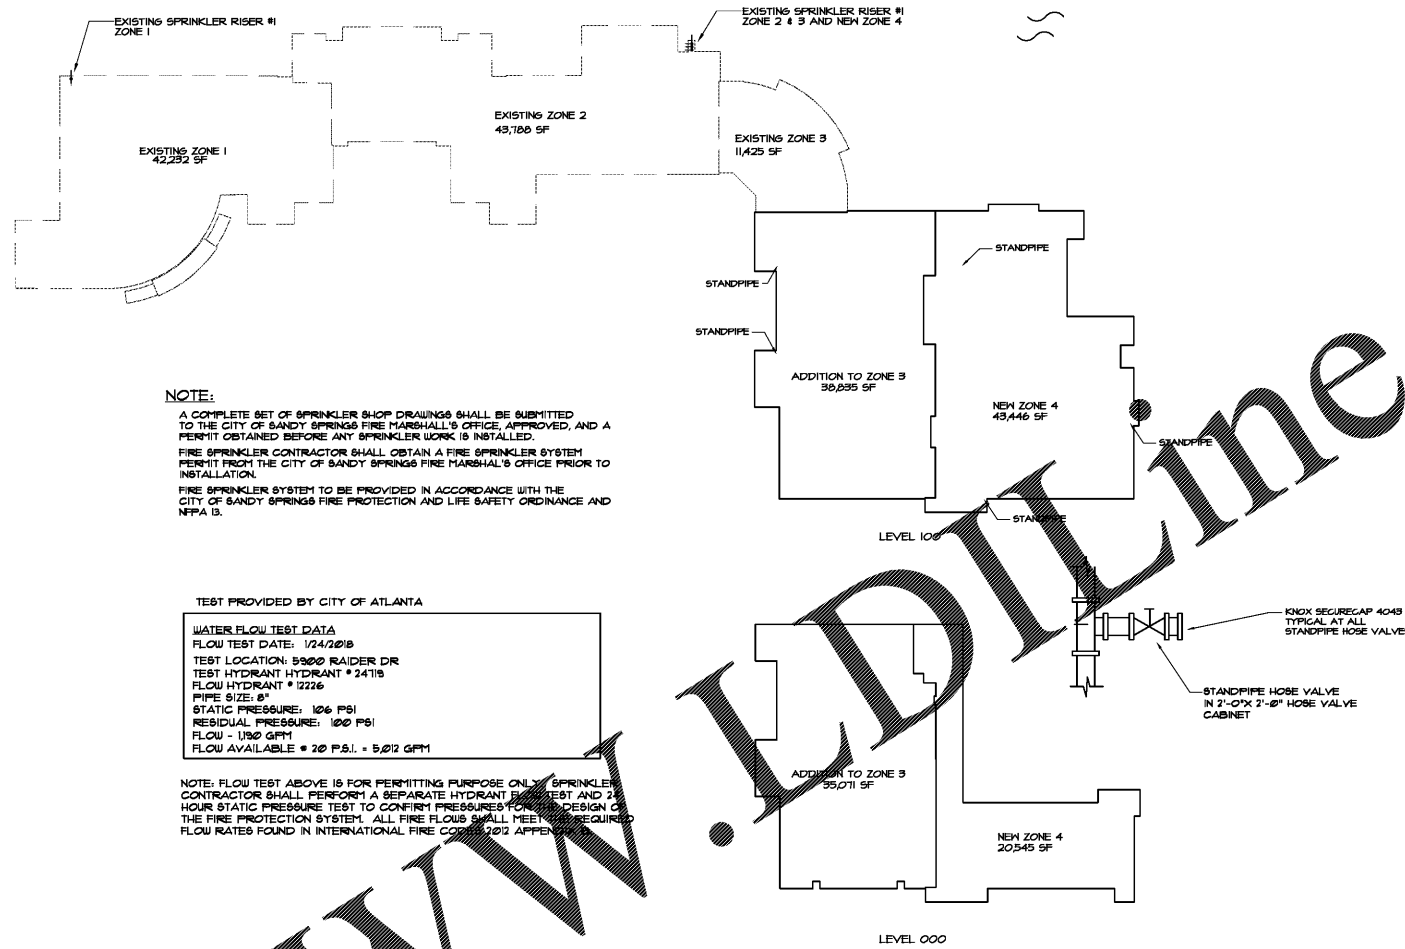 EXISTING SPRINKLER RISER #1
ZONE 1
EXISTING SPRINKLER RISER #1
ZONE 2 & 3 AND NEW ZONE 4
EXISTING ZONE 1
42,232 SF
EXISTING ZONE 2
43,788 SF
EXISTING ZONE 3
11,425 SF
STANDPIPE
STANDPIPE
STANDPIPE
ADDITION TO ZONE 3
38,835 SF
NEW ZONE 4
43,446 SF
STANDPIPE
STANDPIPE
LEVEL 100
NOTE:
A COMPLETE SET OF SPRINKLER SHOP DRAWINGS SHALL BE SUBMITTED
TO THE CITY OF SANDY SPRINGS FIRE MARSHALL'S OFFICE, APPROVED, AND A
PERMIT OBTAINED BEFORE ANY SPRINKLER WORK IS INSTALLED.
FIRE SPRINKLER CONTRACTOR SHALL OBTAIN A FIRE SPRINKLER SYSTEM
PERMIT FROM THE CITY OF SANDY SPRINGS FIRE MARSHAL'S OFFICE PRIOR TO
INSTALLATION.
FIRE SPRINKLER SYSTEM TO BE PROVIDED IN ACCORDANCE WITH THE
CITY OF SANDY SPRINGS FIRE PROTECTION AND LIFE SAFETY ORDINANCE AND
NFPA 13.
TEST PROVIDED BY CITY OF ATLANTA
WATER FLOW TEST DATA
FLOW TEST DATE: 1/24/2018
TEST LOCATION: 5900 RAIDER DR
TEST HYDRANT HYDRANT # 24715
FLOW HYDRANT # 12226
PIPE SIZE: 8"
STATIC PRESSURE: 106 PSI
RESIDUAL PRESSURE: 100 PSI
FLOW - 1,190 GPM
FLOW AVAILABLE @ 20 P.S.I. = 5,012 GPM
NOTE: FLOW TEST ABOVE IS FOR PERMITTING PURPOSE ONLY. SPRINKLER
CONTRACTOR SHALL PERFORM A SEPARATE HYDRANT FLOW TEST AND 24
HOUR STATIC PRESSURE TEST TO CONFIRM PRESSURES FOR THE DESIGN OF
THE FIRE PROTECTION SYSTEM. ALL FIRE FLOWS SHALL MEET THE REQUIRED
FLOW RATES FOUND IN INTERNATIONAL FIRE CODES 2012 APPENDIX
KNOX SECURECAP 4043
TYPICAL AT ALL
STANDPIPE HOSE VALVE
STANDPIPE HOSE VALVE
IN 2'-0"X 2'-0" HOSE VALVE
CABINET
ADDITION TO ZONE 3
35,071 SF
NEW ZONE 4
20,545 SF
LEVEL 000
W.LDILine